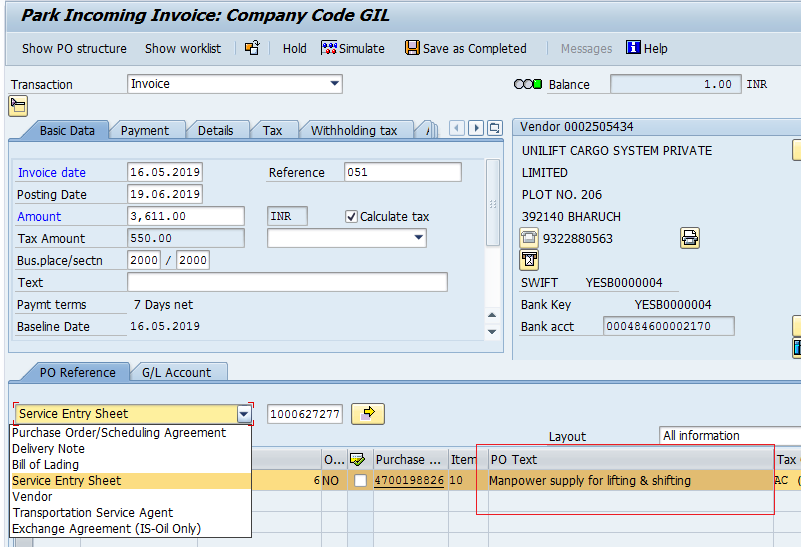 Park Incoming Invoice: Company Code GIL
Show PO structure Show worklist Hold Simulate Save as Completed Messages Help
Transaction Invoice Balance 1.00 INR
Basic Data Payment Details Tax Withholding tax
Vendor 0002505434
Invoice date 16.05.2019 Reference 051
Posting Date 19.06.2019
Amount 3,611.00 INR Calculate tax
Tax Amount 550.00
Bus.place/sectn 2000 / 2000
Text
Paymt terms 7 Days net
Baseline Date 16.05.2019
UNILIFT CARGO SYSTEM PRIVATE
LIMITED
PLOT NO. 206
392140 BHARUCH
9322880563
SWIFT YESB0000004
Bank Key YESB0000004
Bank acct 000484600002170
PO Reference G/L Account
Service Entry Sheet 1000627277
Purchase Order/Scheduling Agreement
Delivery Note
Bill of Lading
Service Entry Sheet
Vendor
Transportation Service Agent
Exchange Agreement (IS-Oil Only)
Layout All information
O... Purchase ... Item PO Text Tax
6 NO 4700198826 10 Manpower supply for lifting & shifting AC (